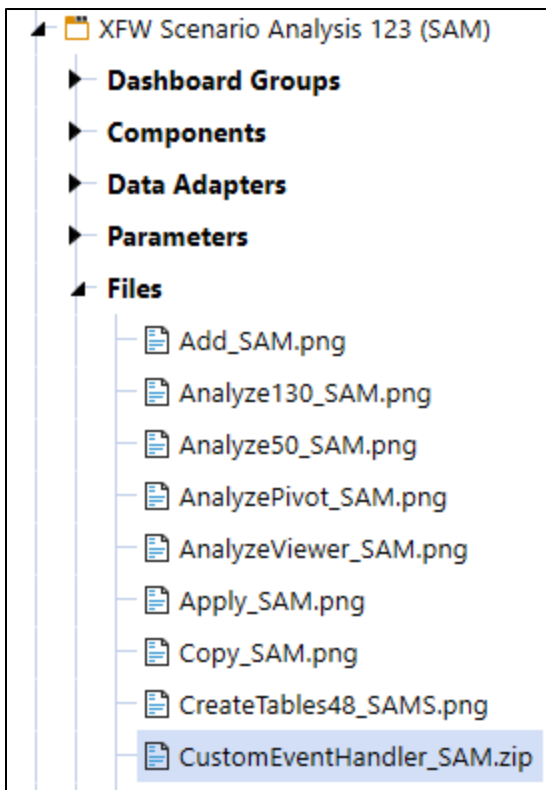 XFW Scenario Analysis 123 (SAM)
Dashboard Groups
Components
Data Adapters
Parameters
Files
Add_SAM.png
Analyze130_SAM.png
Analyze50_SAM.png
AnalyzePivot_SAM.png
AnalyzeViewer_SAM.png
Apply_SAM.png
Copy_SAM.png
CreateTables48_SAMS.png
CustomEventHandler_SAM.zip